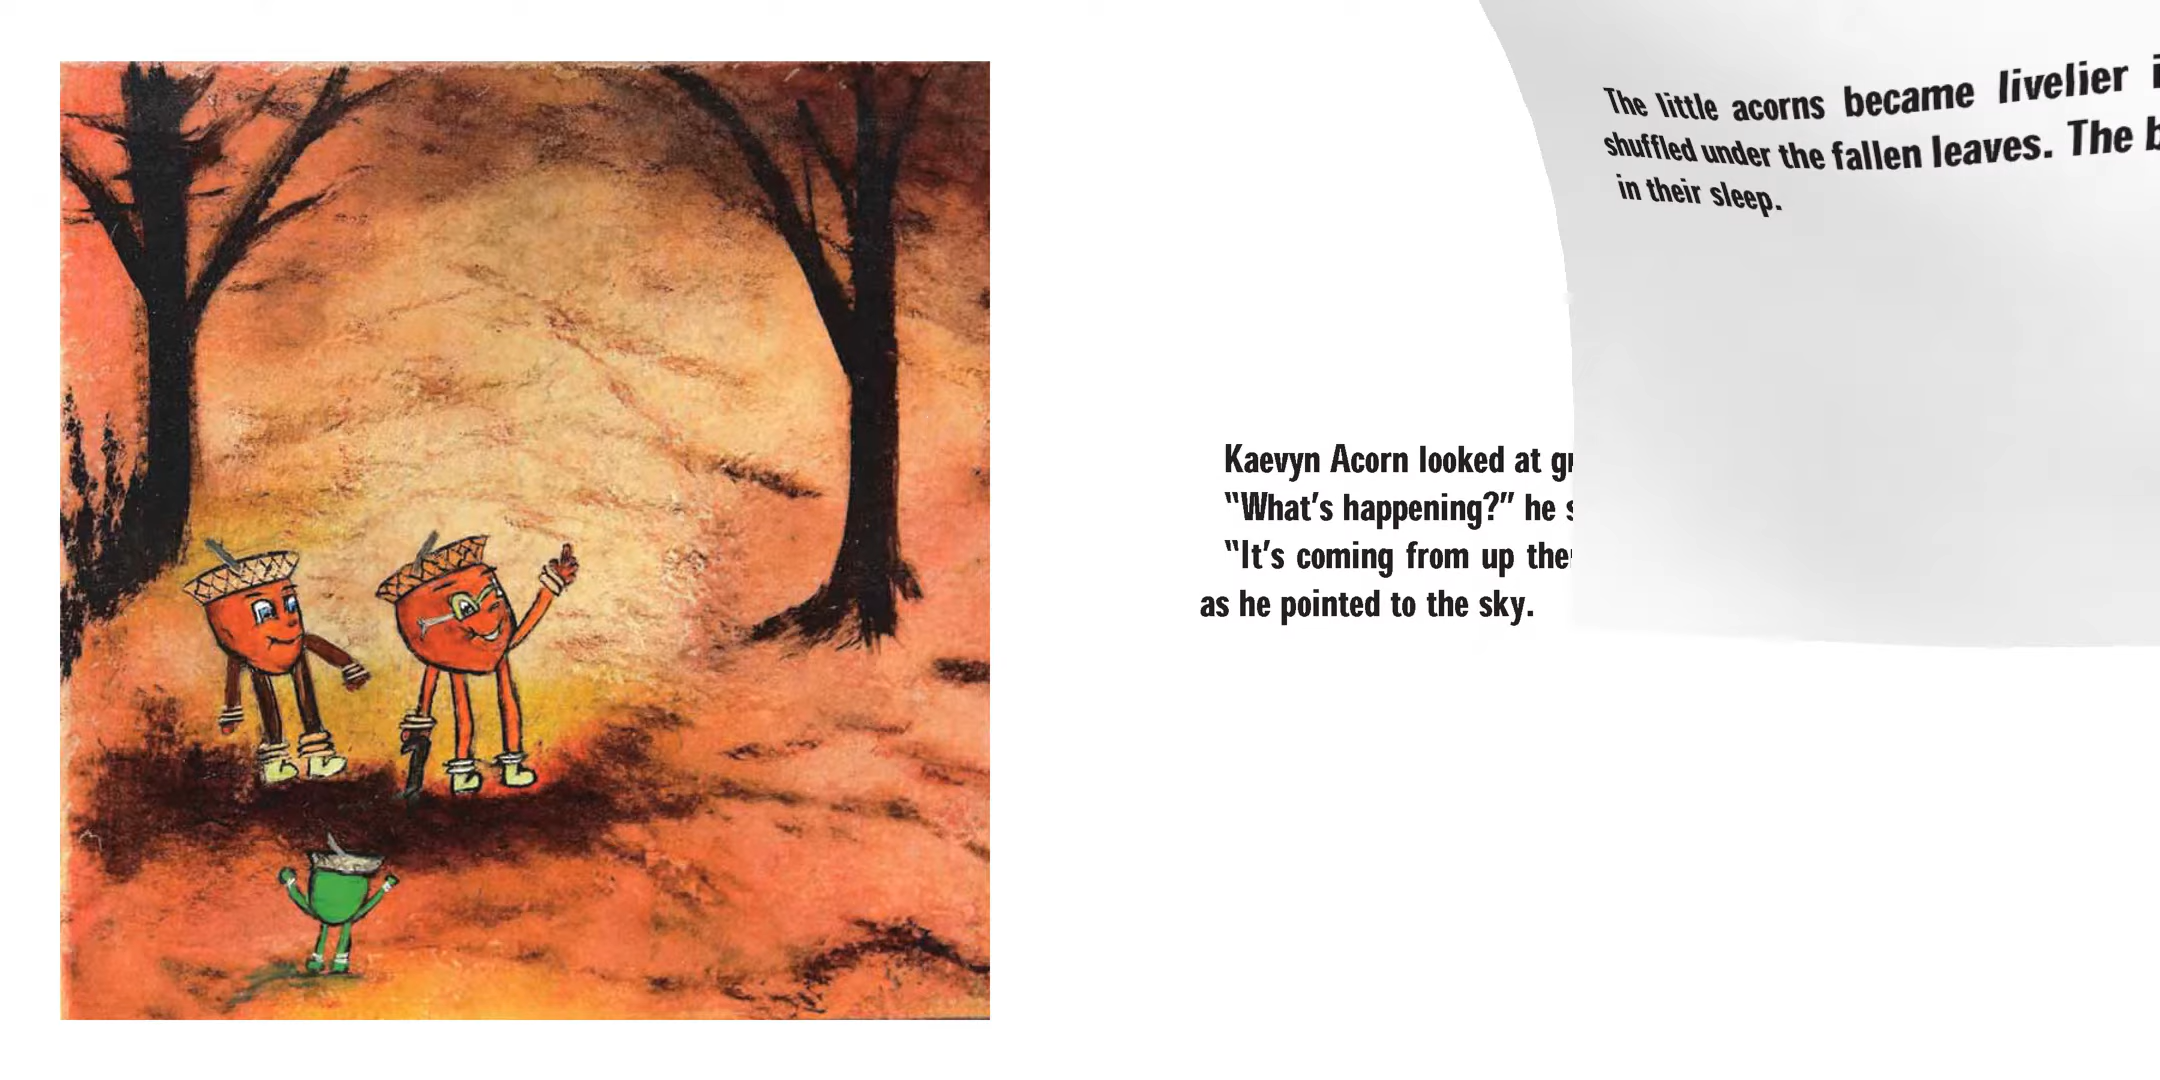 The little acorns became livelier
shuffled under the fallen leaves. The
in their sleep.
Kaevyn Acorn looked at
“What’s happening?” he
“It’s coming from up
as he pointed to the sky.